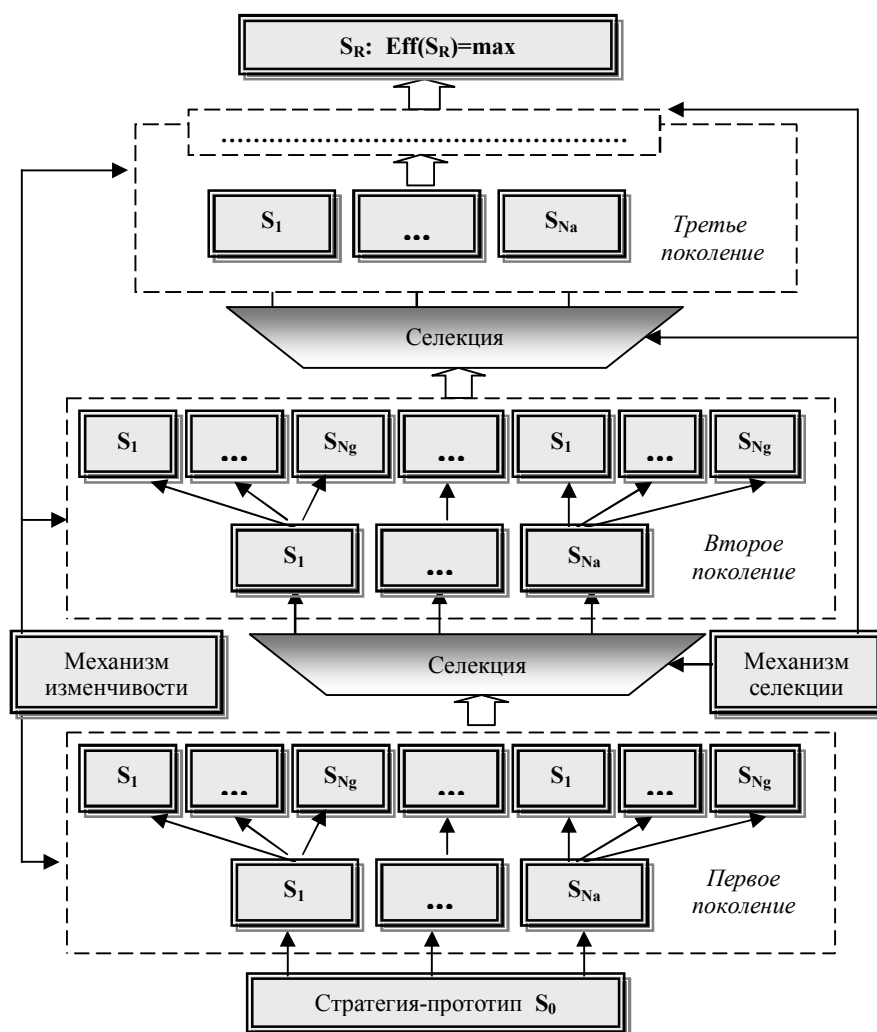 S_R: Eff(S_R)=max
................................................................
S_1 ... S_Na
Третье
поколение
Селекция
S_1 ... S_Ng ... S_1 ... S_Ng
S_1 ... S_Na
Второе
поколение
Механизм
изменчивости
Селекция
Механизм
селекции
S_1 ... S_Ng ... S_1 ... S_Ng
S_1 ... S_Na
Первое
поколение
Стратегия-прототип S_0